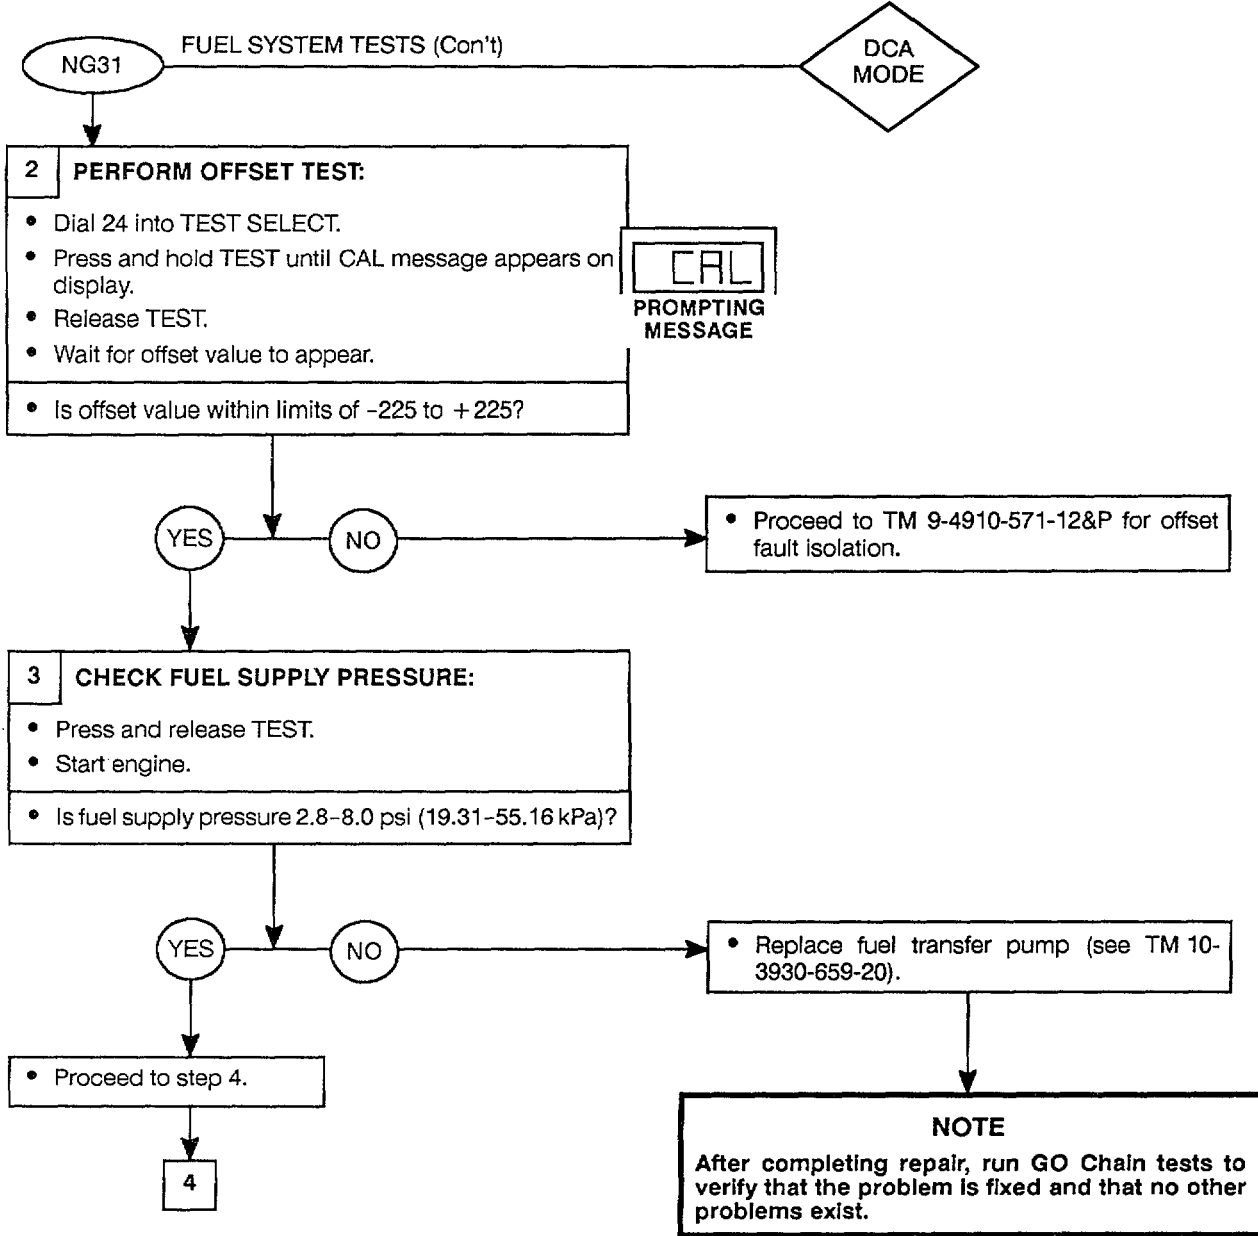 NG31
FUEL SYSTEM TESTS (Con't)
DCA
MODE
2
PERFORM OFFSET TEST:
• Dial 24 into TEST SELECT.
• Press and hold TEST until CAL message appears on
display.
• Release TEST.
• Wait for offset value to appear.
CAL
PROMPTING
MESSAGE
• Is offset value within limits of -225 to +225?
YES
NO
• Proceed to TM 9-4910-571-12&P for offset
fault isolation.
3
CHECK FUEL SUPPLY PRESSURE:
• Press and release TEST.
• Start engine.
• Is fuel supply pressure 2.8-8.0 psi (19.31-55.16 kPa)?
YES
NO
• Replace fuel transfer pump (see TM 10-
3930-659-20).
• Proceed to step 4.
4
NOTE
After completing repair, run GO Chain tests to
verify that the problem is fixed and that no other
problems exist.